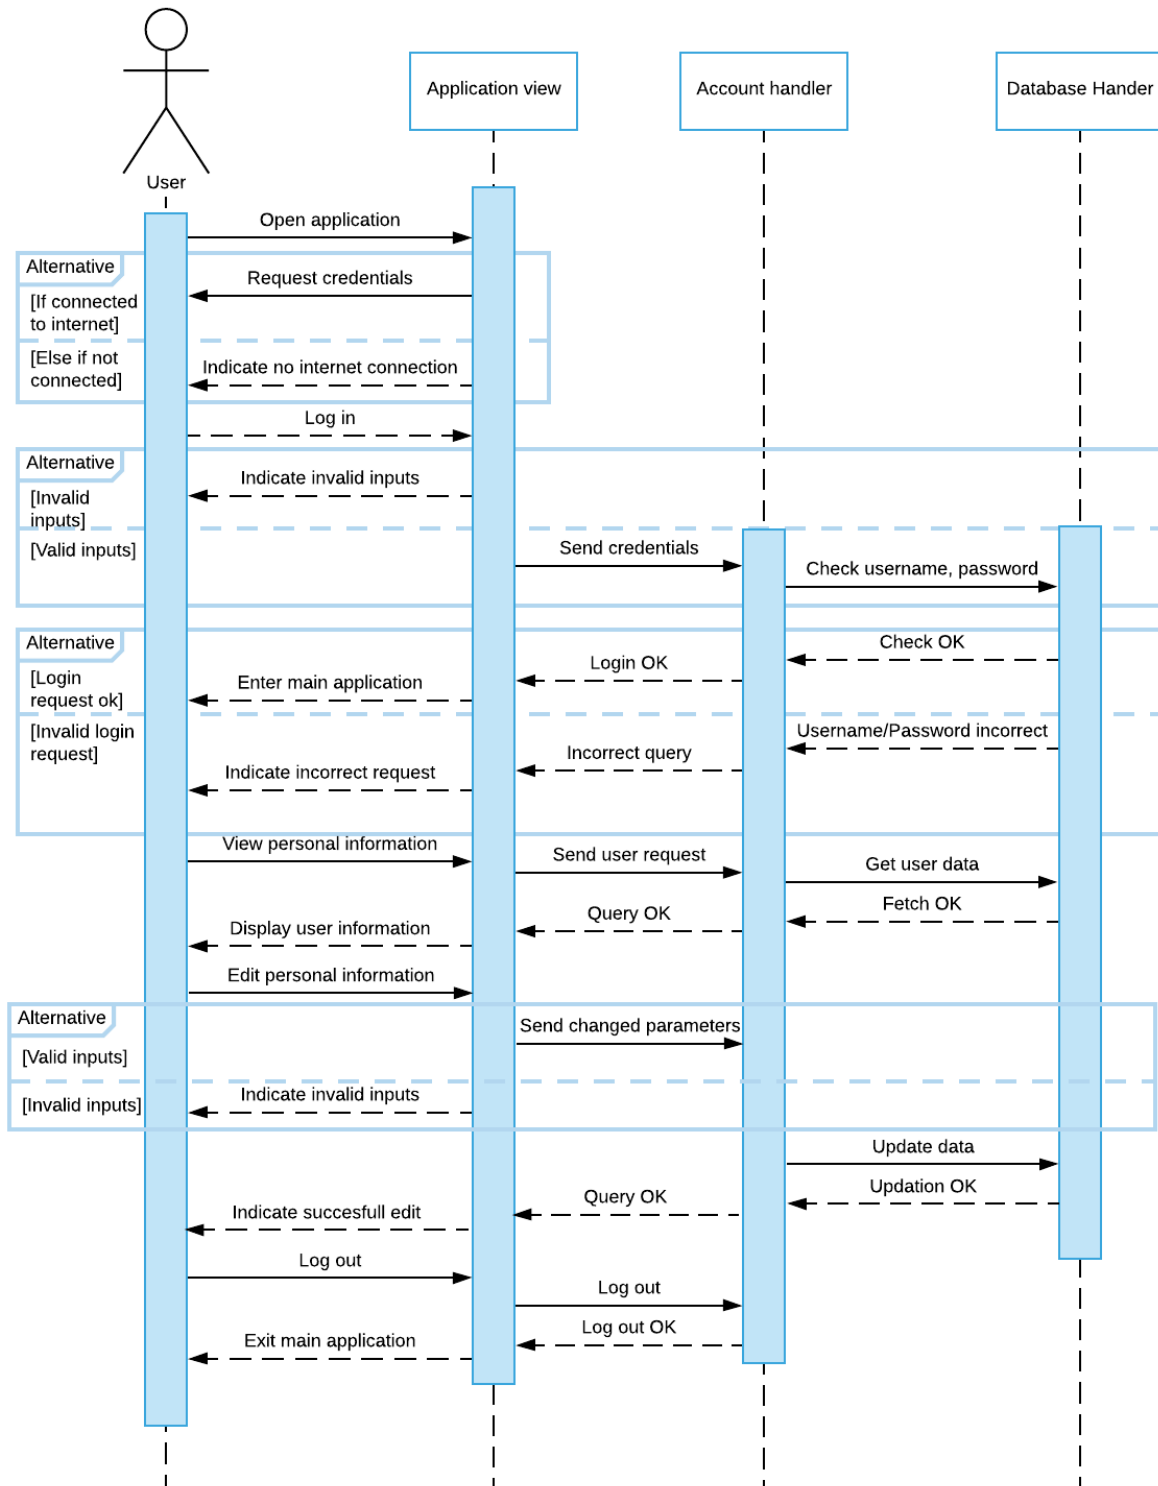 Application view
Account handler
Database Hander
User
Open application
Alternative
Request credentials
[If connected
to internet]
[Else if not
connected]
Indicate no internet connection
Log in
Alternative
Indicate invalid inputs
[Invalid
inputs]
[Valid inputs]
Send credentials
Check username, password
Alternative
Check OK
Login OK
[Login
request ok]
Enter main application
[Invalid login
request]
Username/Password incorrect
Incorrect query
Indicate incorrect request
View personal information
Send user request
Get user data
Fetch OK
Query OK
Display user information
Edit personal information
Alternative
Send changed parameters
[Valid inputs]
Indicate invalid inputs
[Invalid inputs]
Update data
Updation OK
Query OK
Indicate succesfull edit
Log out
Log out
Log out OK
Exit main application